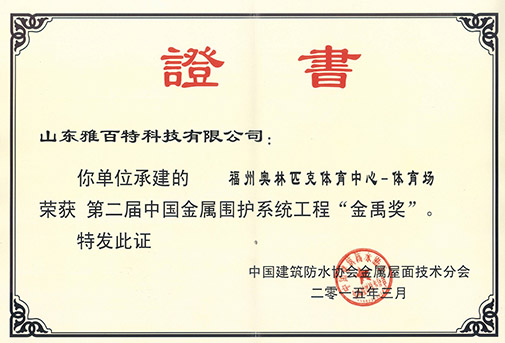 證書
山东雅百特科技有限公司：
你单位承建的 福州奥林匹克体育中心-体育场
荣获 第二届中国金属围护系统工程“金禹奖”。
特发此证
中国建筑防水协会金属屋面技术分会
二零一五年三月